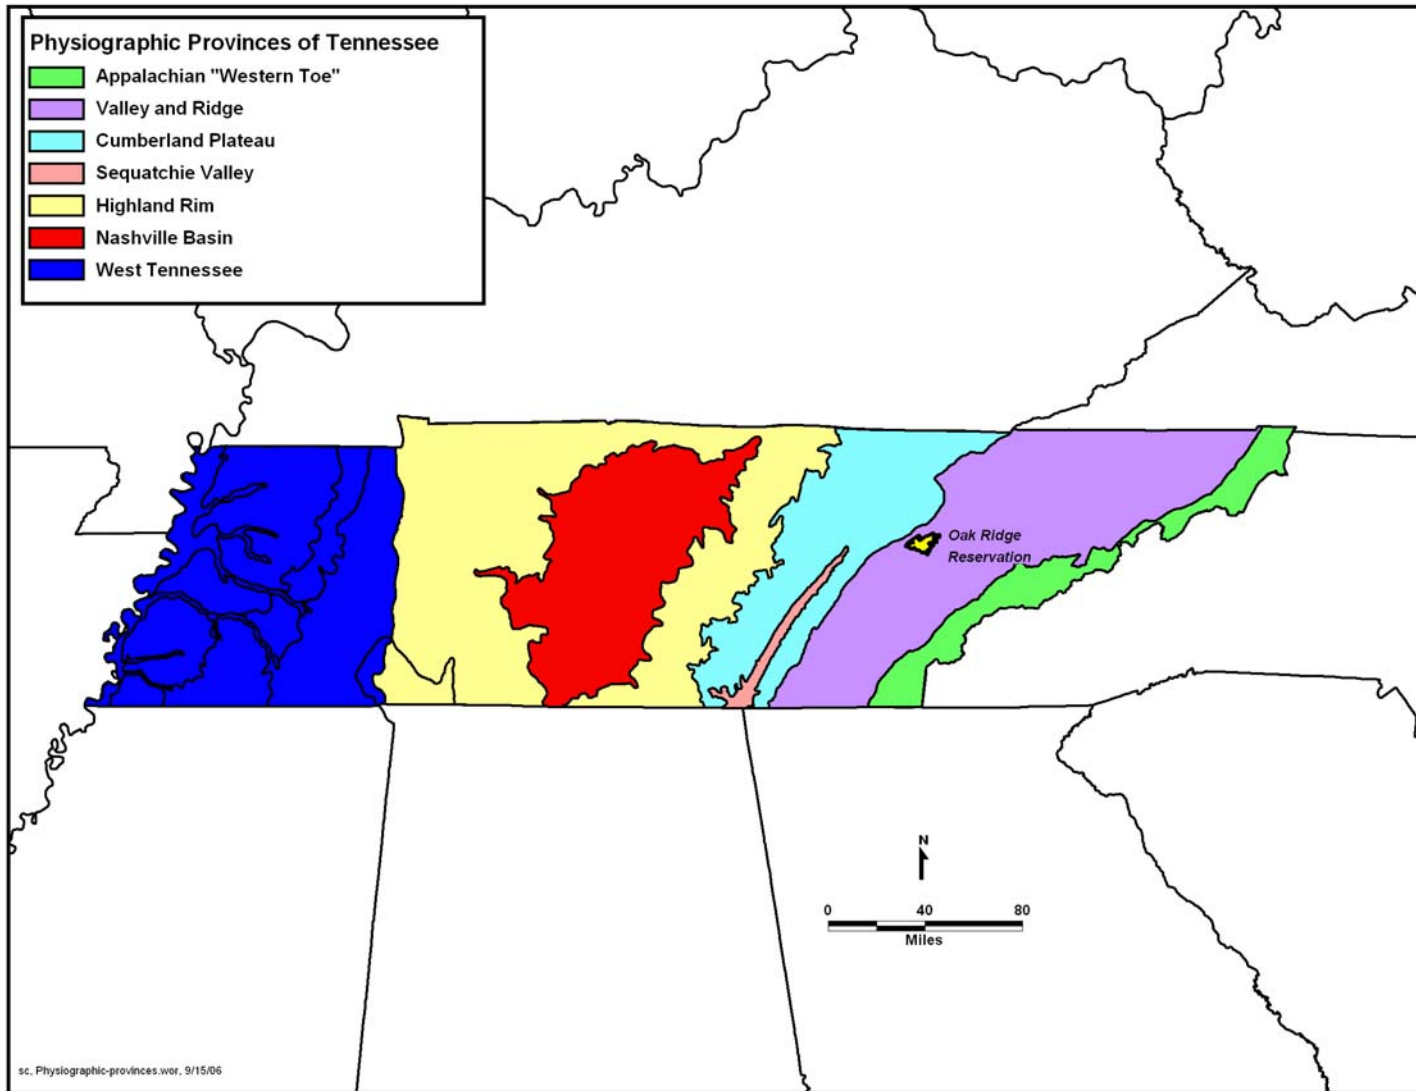 Physiographic Provinces of Tennessee
Appalachian "Western Toe"
Valley and Ridge
Cumberland Plateau
Sequatchie Valley
Highland Rim
Nashville Basin
West Tennessee
Oak Ridge
Reservation
N
0 40 80
Miles
sc, Physiographic-provinces.wor, 9/15/06